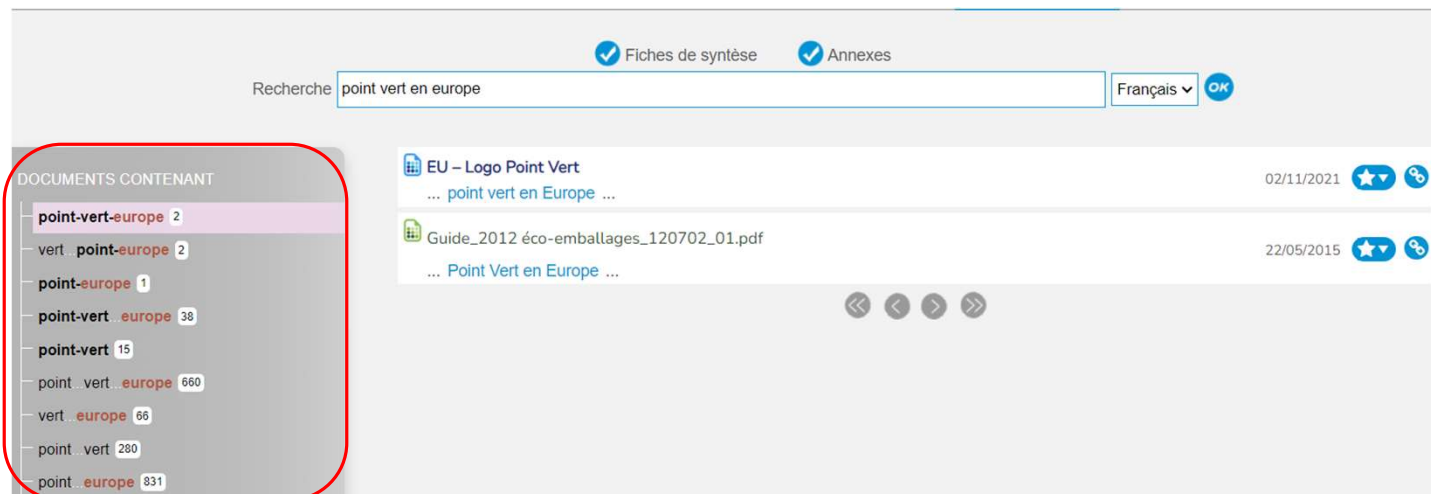 Fiches de syntèse Annexes
Recherche point vert en europe Français OK
DOCUMENTS CONTENANT
point-vert-europe 2
vert...point-europe 2
point-europe 1
point-vert...europe 38
point-vert 15
point...vert...europe 660
vert...europe 66
point...vert 280
point...europe 831
EU – Logo Point Vert
... point vert en Europe ...
02/11/2021
Guide_2012 éco-emballages_120702_01.pdf
... Point Vert en Europe ...
22/05/2015